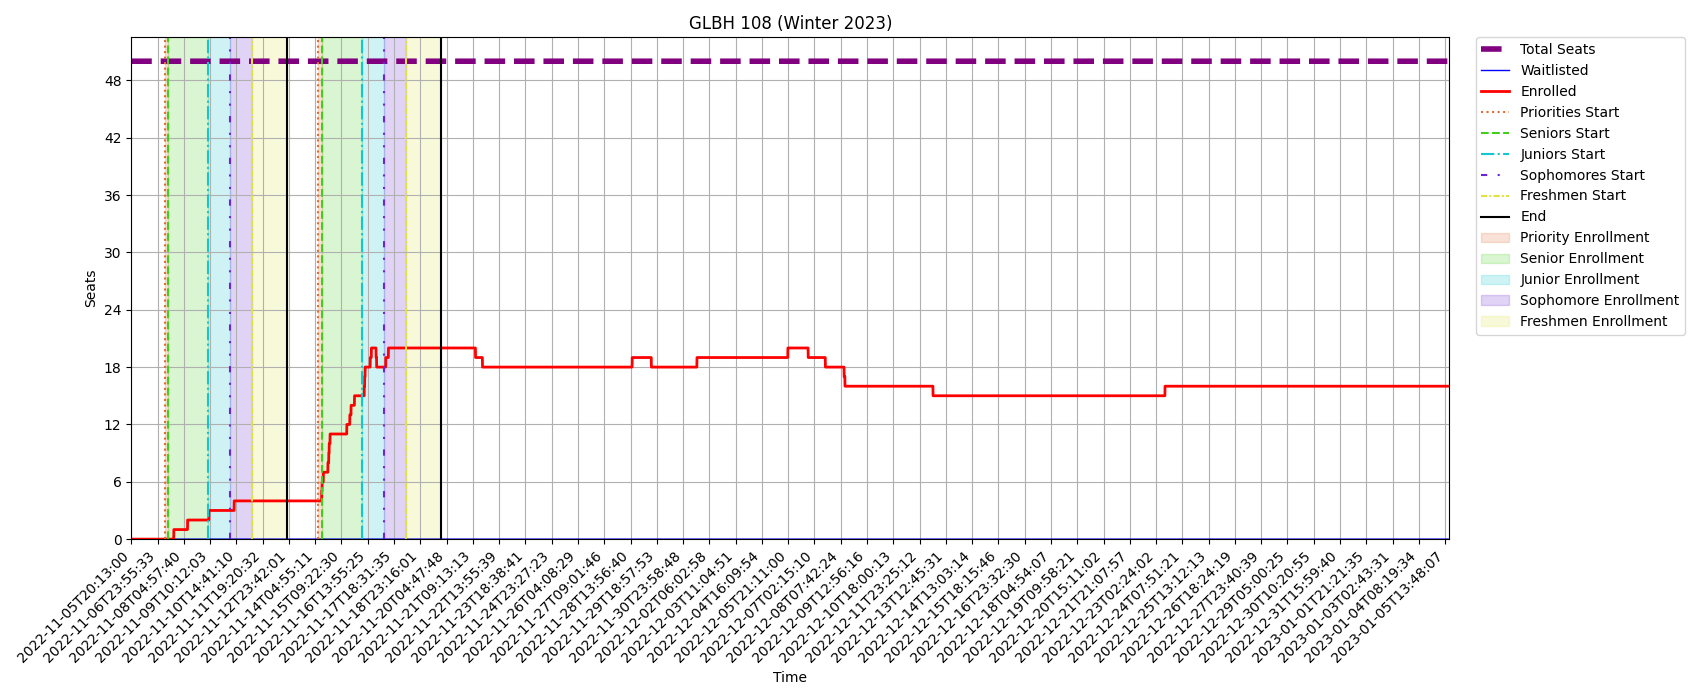 GLBH 108 (Winter 2023)
Seats
48
42
36
30
24
18
12
6
0
2022-11-05T20:13:00
2022-11-06T23:55:33
2022-11-08T04:57:40
2022-11-09T10:12:03
2022-11-10T14:41:10
2022-11-11T19:20:32
2022-11-12T23:42:01
2022-11-14T04:55:11
2022-11-15T09:22:30
2022-11-16T13:55:25
2022-11-17T18:31:35
2022-11-18T23:16:01
2022-11-20T04:47:48
2022-11-21T09:13:13
2022-11-22T13:55:39
2022-11-23T18:38:41
2022-11-24T23:27:23
2022-11-26T04:08:29
2022-11-27T09:01:46
2022-11-28T13:56:40
2022-11-29T18:57:53
2022-11-30T23:58:48
2022-12-02T06:02:58
2022-12-03T11:04:51
2022-12-04T16:09:54
2022-12-05T21:11:00
2022-12-07T02:15:10
2022-12-08T07:42:24
2022-12-09T12:56:16
2022-12-10T18:00:13
2022-12-11T23:25:12
2022-12-13T12:45:31
2022-12-14T13:03:14
2022-12-15T18:15:46
2022-12-16T23:32:30
2022-12-18T04:54:07
2022-12-19T09:58:21
2022-12-20T15:11:02
2022-12-21T21:07:57
2022-12-23T02:24:02
2022-12-24T07:51:21
2022-12-25T13:12:13
2022-12-26T18:24:19
2022-12-27T23:40:39
2022-12-29T05:00:25
2022-12-30T10:20:55
2022-12-31T15:59:40
2023-01-01T21:21:35
2023-01-03T02:43:31
2023-01-04T08:19:34
2023-01-05T13:48:07
Time
Total Seats
Waitlisted
Enrolled
Priorities Start
Seniors Start
Juniors Start
Sophomores Start
Freshmen Start
End
Priority Enrollment
Senior Enrollment
Junior Enrollment
Sophomore Enrollment
Freshmen Enrollment